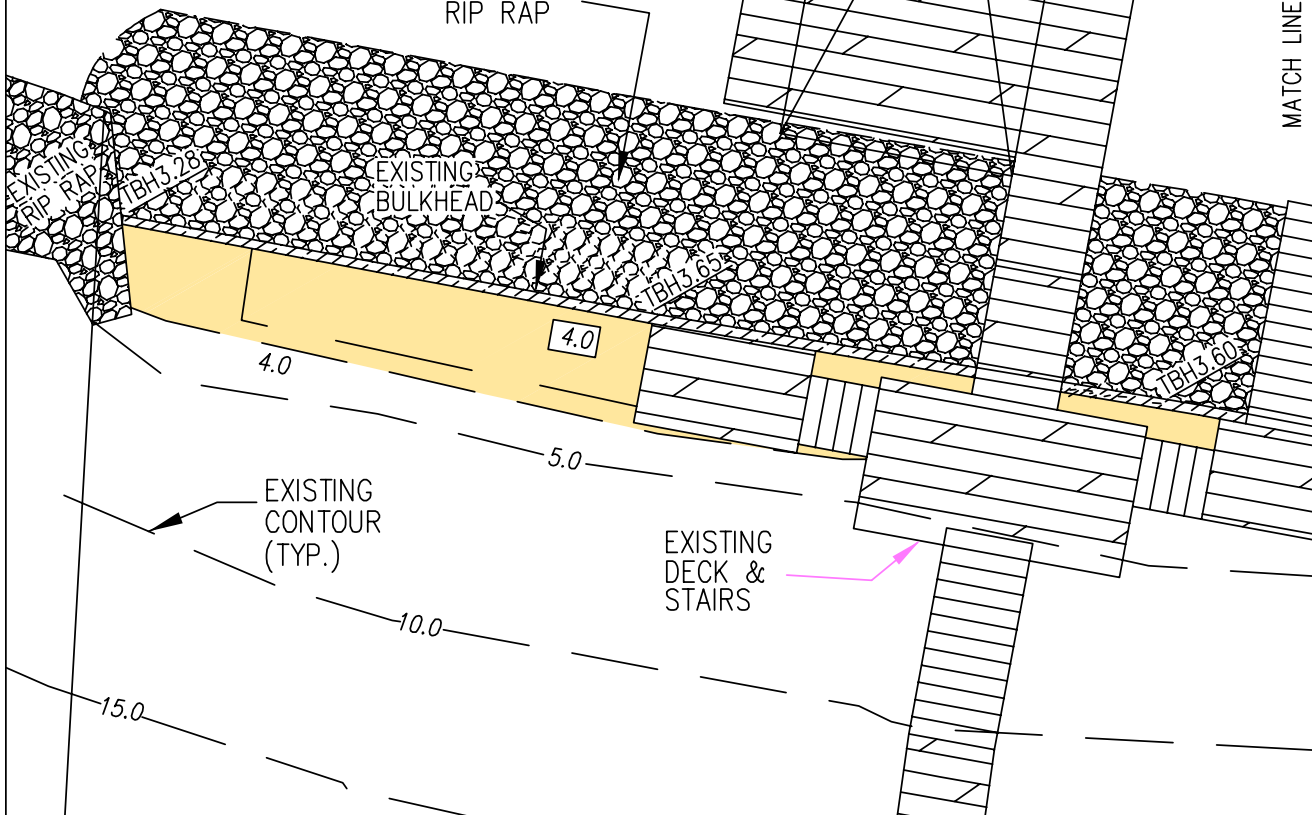 RIP RAP
MATCH LINE
EXISTING
RIP RAP
TBH3.28
EXISTING
BULKHEAD
TBH3.65
4.0
TBH3.60
4.0
5.0
EXISTING
CONTOUR
(TYP.)
EXISTING
DECK &
STAIRS
10.0
15.0